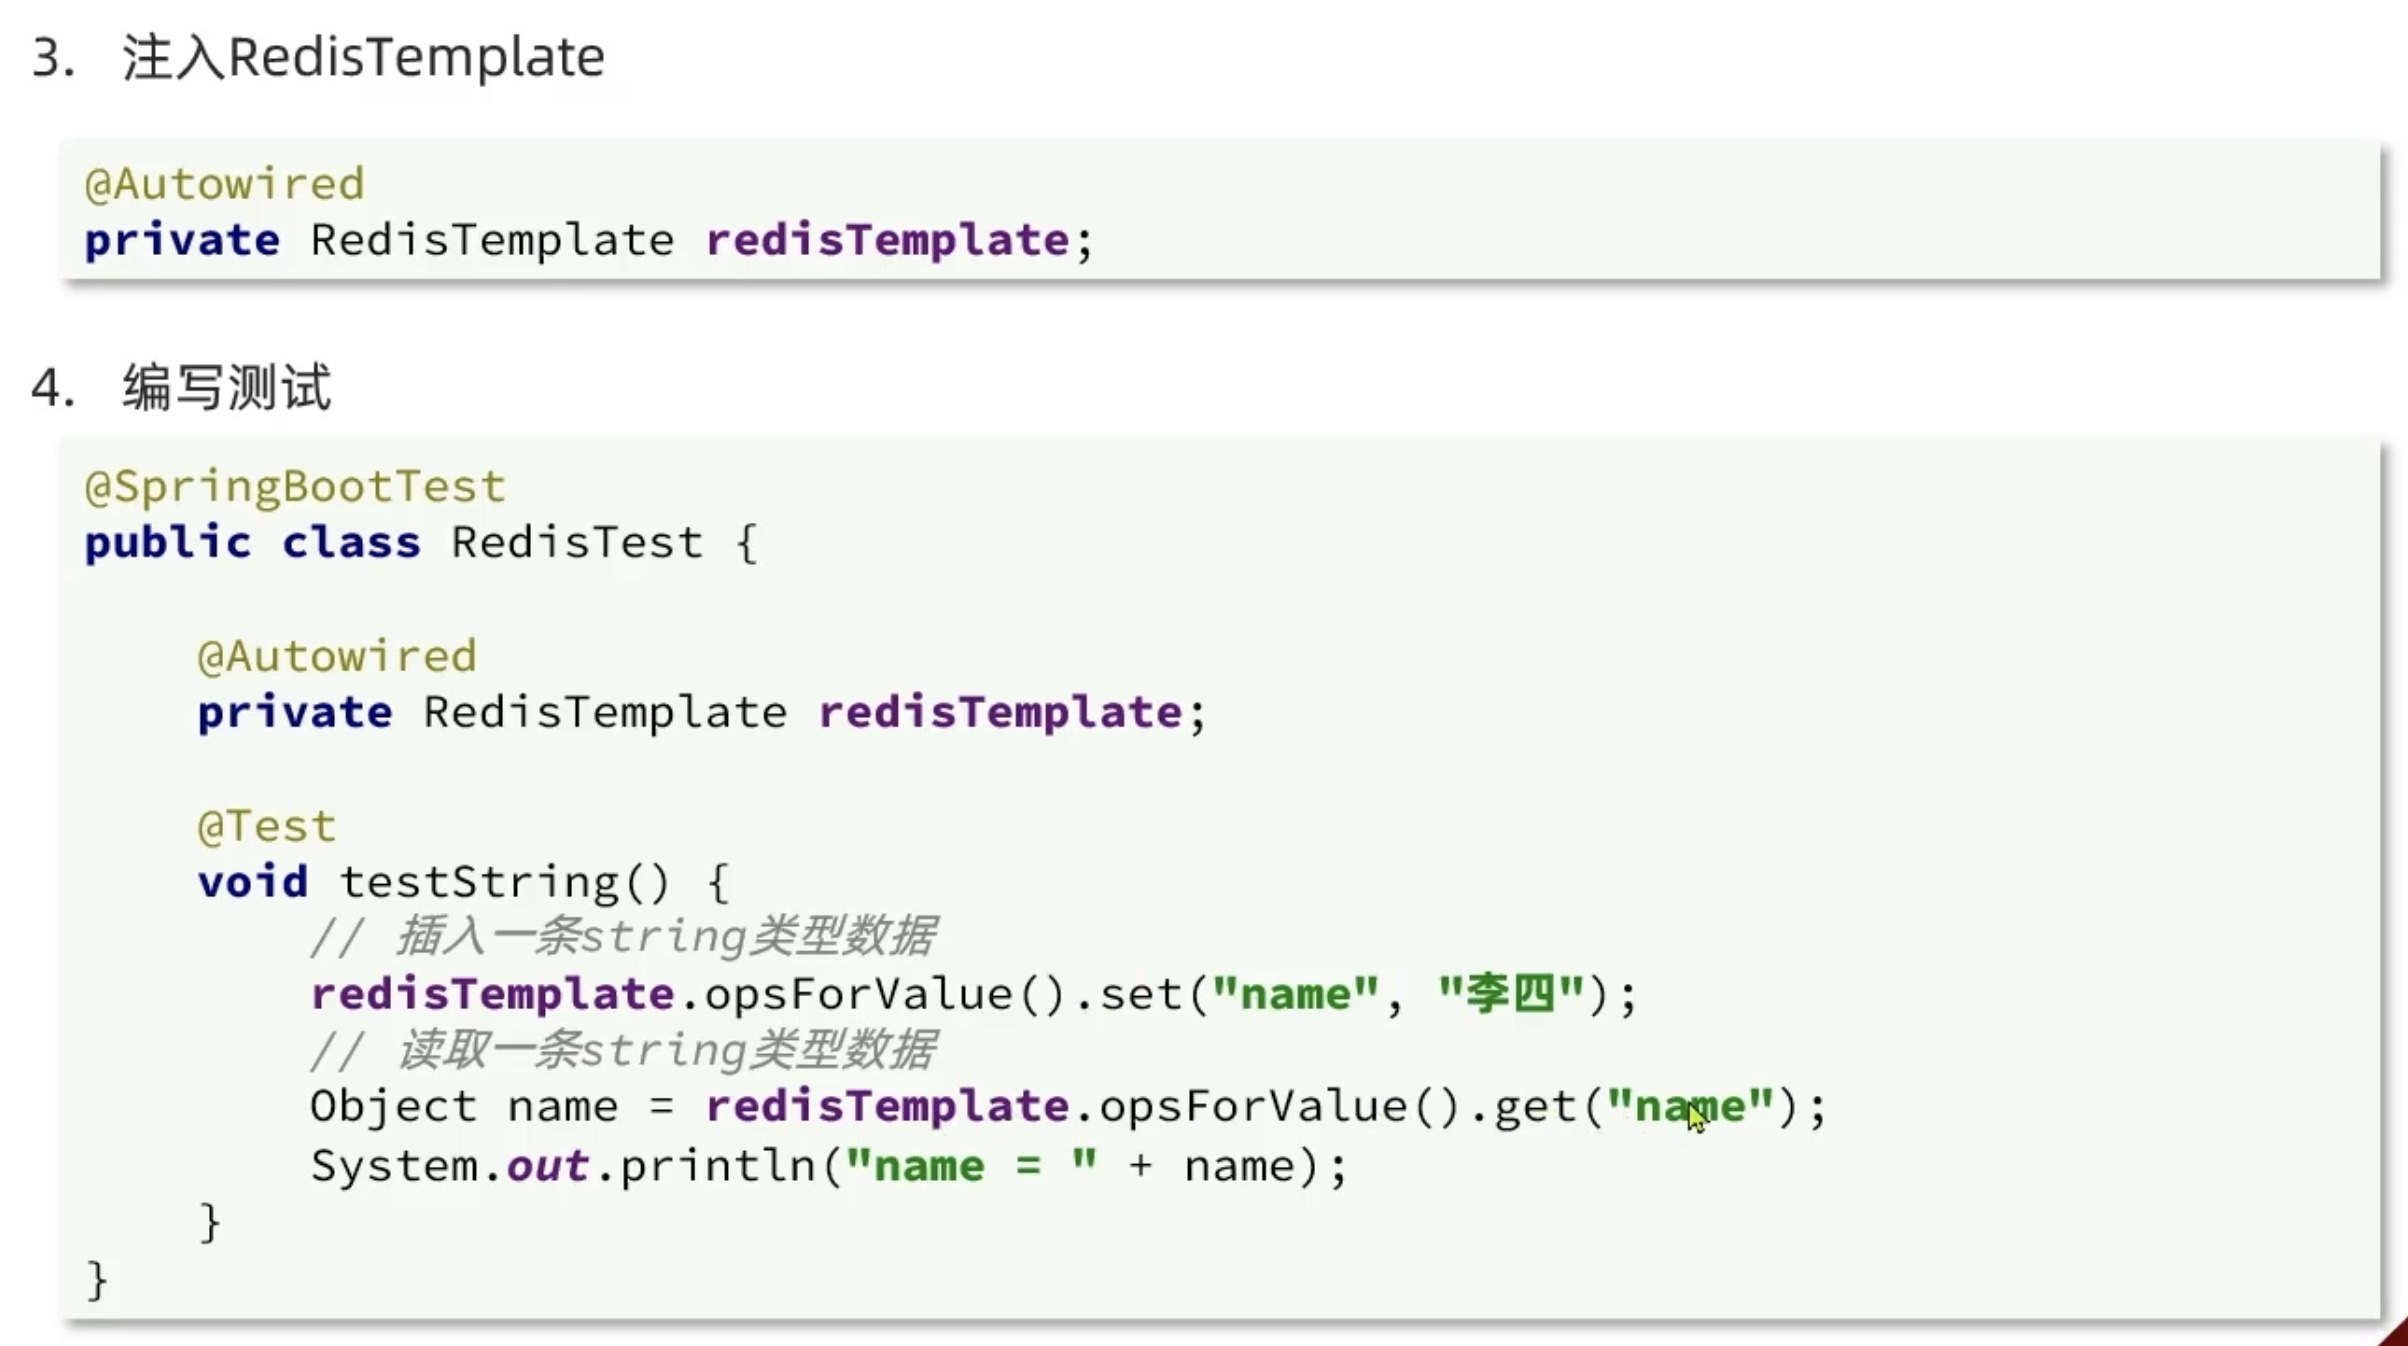 3. 注入RedisTemplate
@Autowired
private RedisTemplate redisTemplate;
4. 编写测试
@SpringBootTest
public class RedisTest {
@Autowired
private RedisTemplate redisTemplate;
@Test
void testString() {
// 插入一条string类型数据
redisTemplate.opsForValue().set("name", "李四");
// 读取一条string类型数据
Object name = redisTemplate.opsForValue().get("name");
System.out.println("name = " + name);
}
}